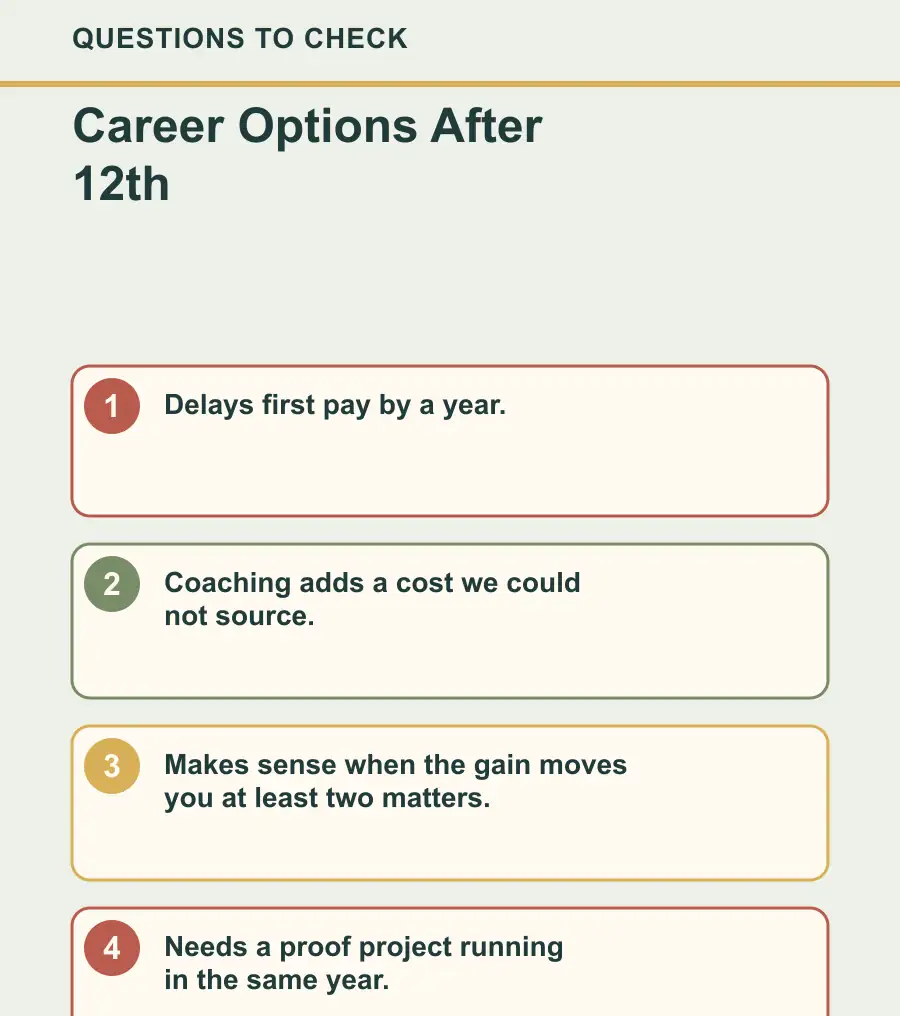 QUESTIONS TO CHECK
Career Options After
12th
1
Delays first pay by a year.
2
Coaching adds a cost we could
not source.
3
Makes sense when the gain moves
you at least two matters.
4
Needs a proof project running
in the same year.